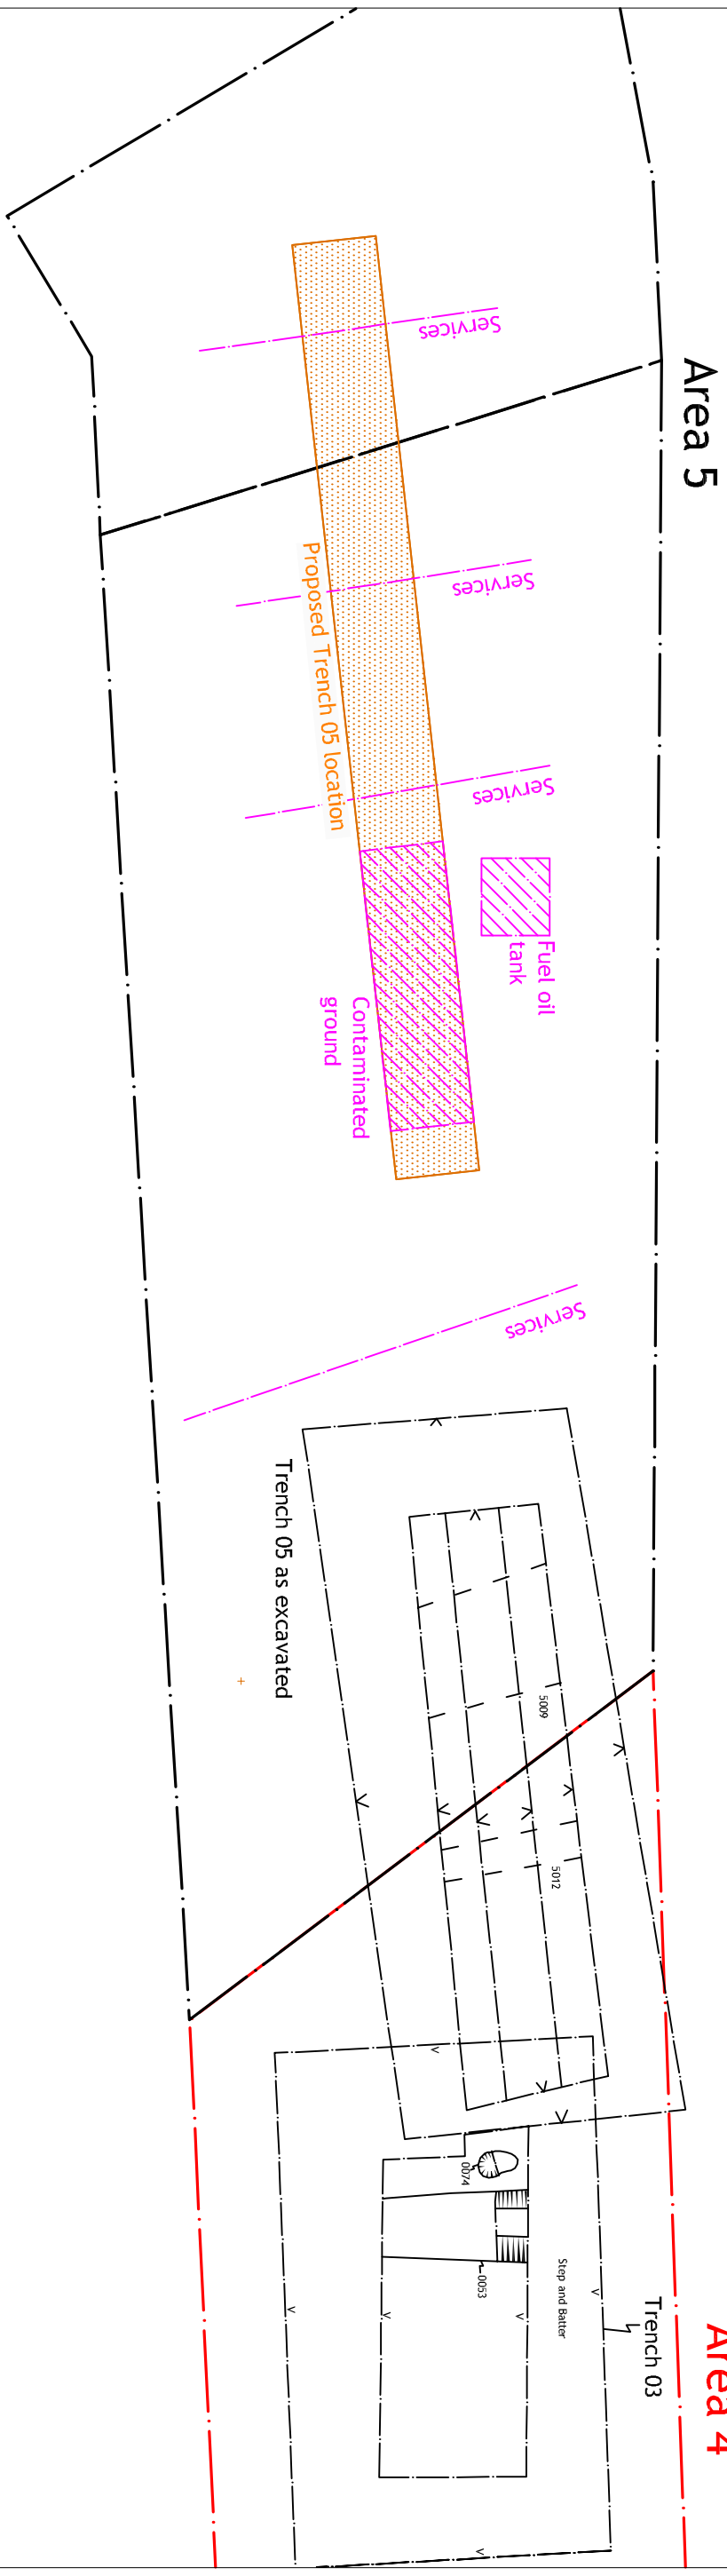 Area 5
Services
Services
Proposed Trench 05 location
Services
Fuel oil
tank
Contaminated
ground
Services
Trench 05 as excavated
5009
5012
0074
0053
Step and Batter
Trench 03
Area 4